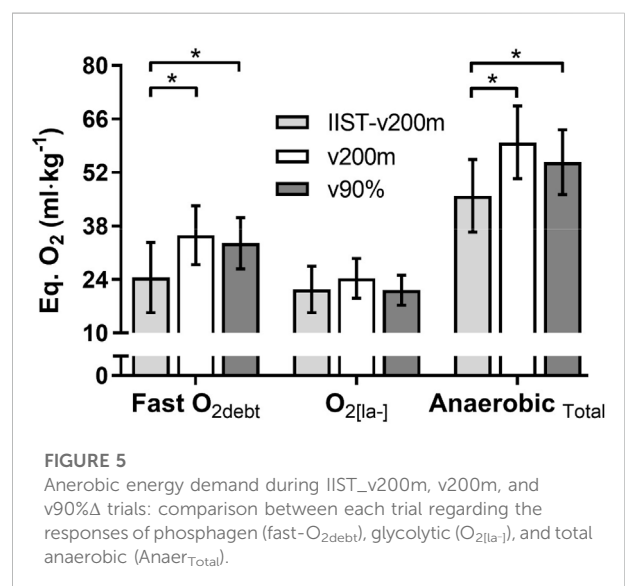 80
66
52
38
24
10
0
Eq. O₂ (ml·kg⁻¹)
* *
* *
IIST-v200m
v200m
v90%
Fast O₂debt O₂[la-] Anaerobic Total
FIGURE 5
Anerobic energy demand during IIST_v200m, v200m, and
v90%Δ trials: comparison between each trial regarding the
responses of phosphagen (fast-O₂debt), glycolytic (O₂[la-]), and total
anaerobic (AnaerTotal).